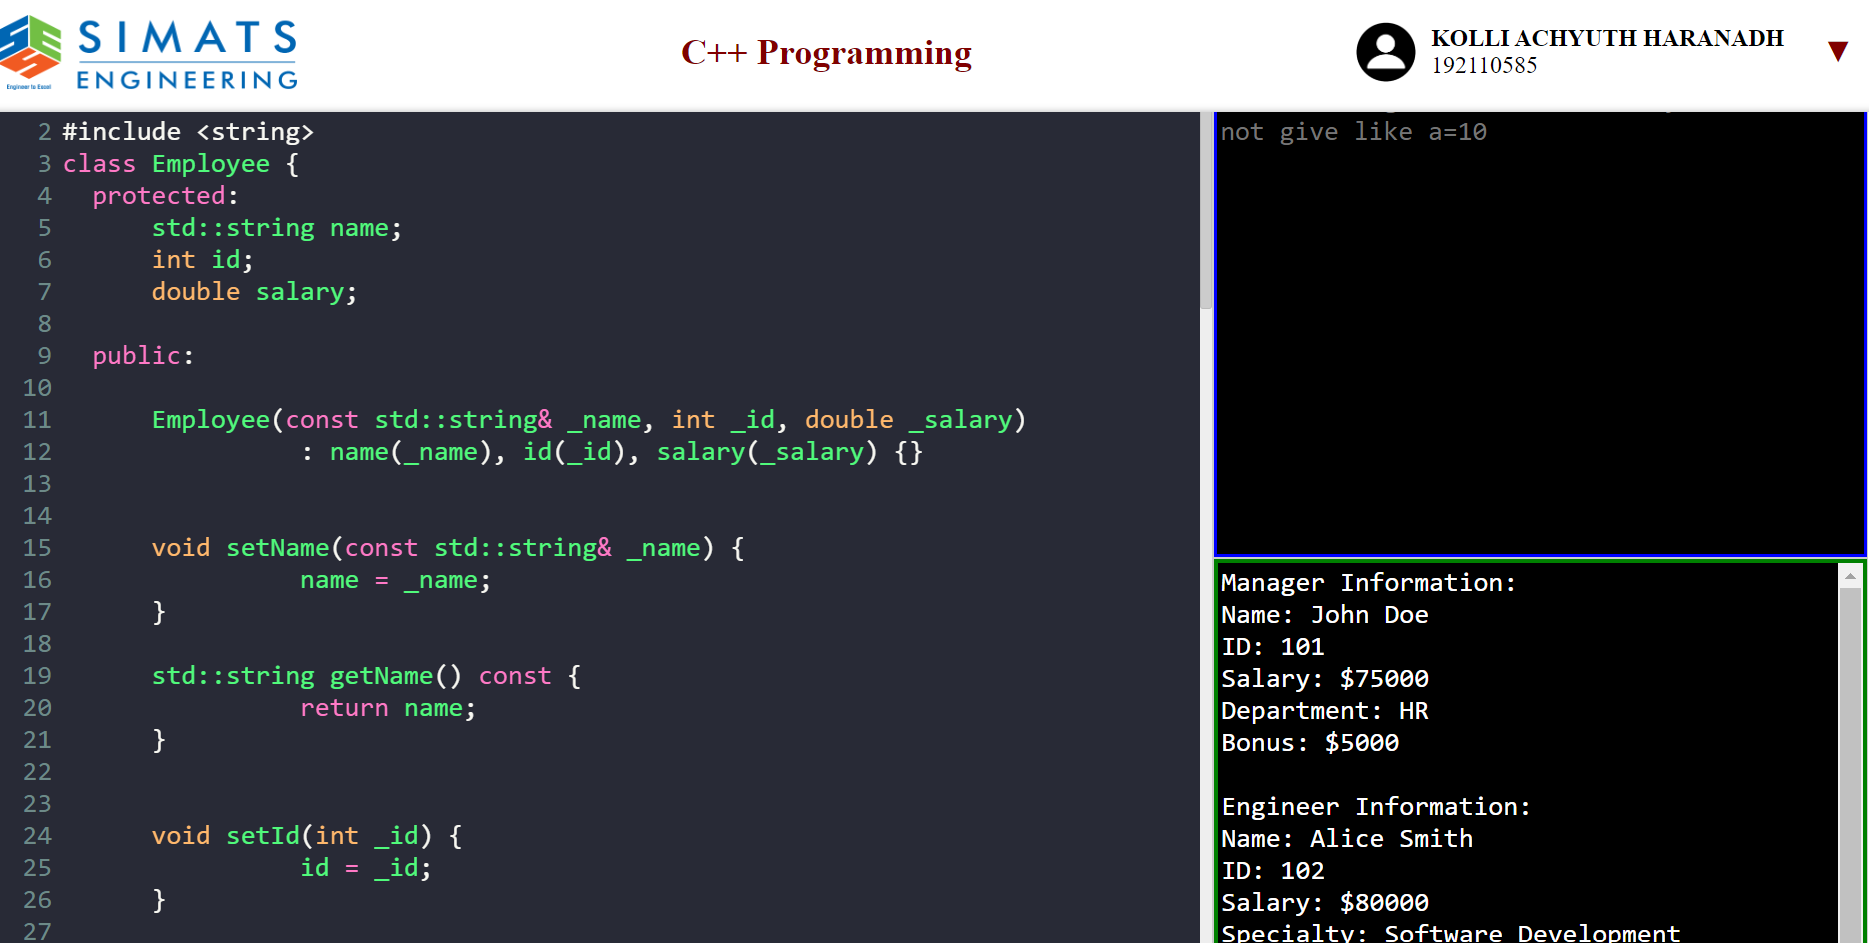 SIMATS
ENGINEERING
Engineer to Excel
C++ Programming
KOLLI ACHYUTH HARANADH
192110585
▼
2 #include <string>
3 class Employee {
4 protected:
5 std::string name;
6 int id;
7 double salary;
8
9 public:
10
11 Employee(const std::string& _name, int _id, double _salary)
12 : name(_name), id(_id), salary(_salary) {}
13
14
15 void setName(const std::string& _name) {
16 name = _name;
17 }
18
19 std::string getName() const {
20 return name;
21 }
22
23
24 void setId(int _id) {
25 id = _id;
26 }
27
not give like a=10
Manager Information:
Name: John Doe
ID: 101
Salary: $75000
Department: HR
Bonus: $5000
Engineer Information:
Name: Alice Smith
ID: 102
Salary: $80000
Specialty: Software Development